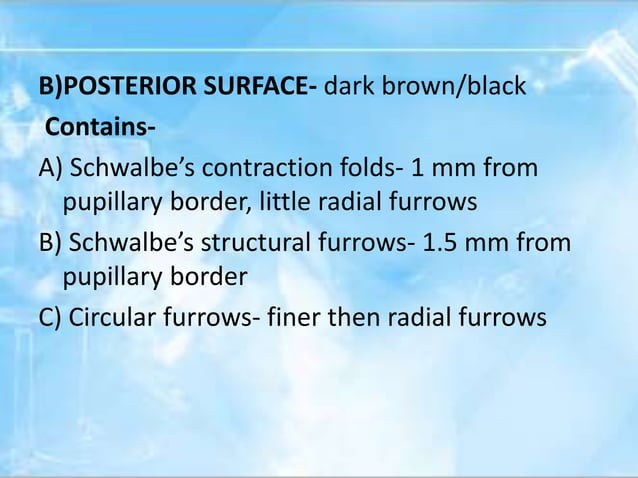 B)POSTERIOR SURFACE- dark brown/black
Contains-
A) Schwalbe’s contraction folds- 1 mm from
pupillary border, little radial furrows
B) Schwalbe’s structural furrows- 1.5 mm from
pupillary border
C) Circular furrows- finer then radial furrows